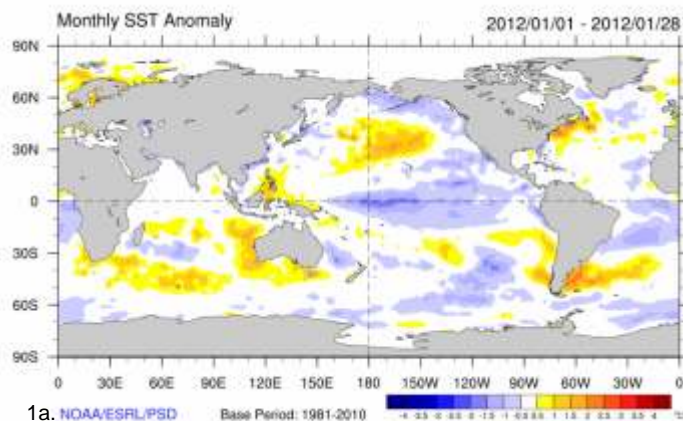 Monthly SST Anomaly 2012/01/01 - 2012/01/28
90N
60N
30N
0
30S
60S
90S
0 30E 60E 90E 120E 150E 180 150W 120W 90W 60W 30W 0
1a. NOAA/ESRL/PSD Base Period: 1981-2010